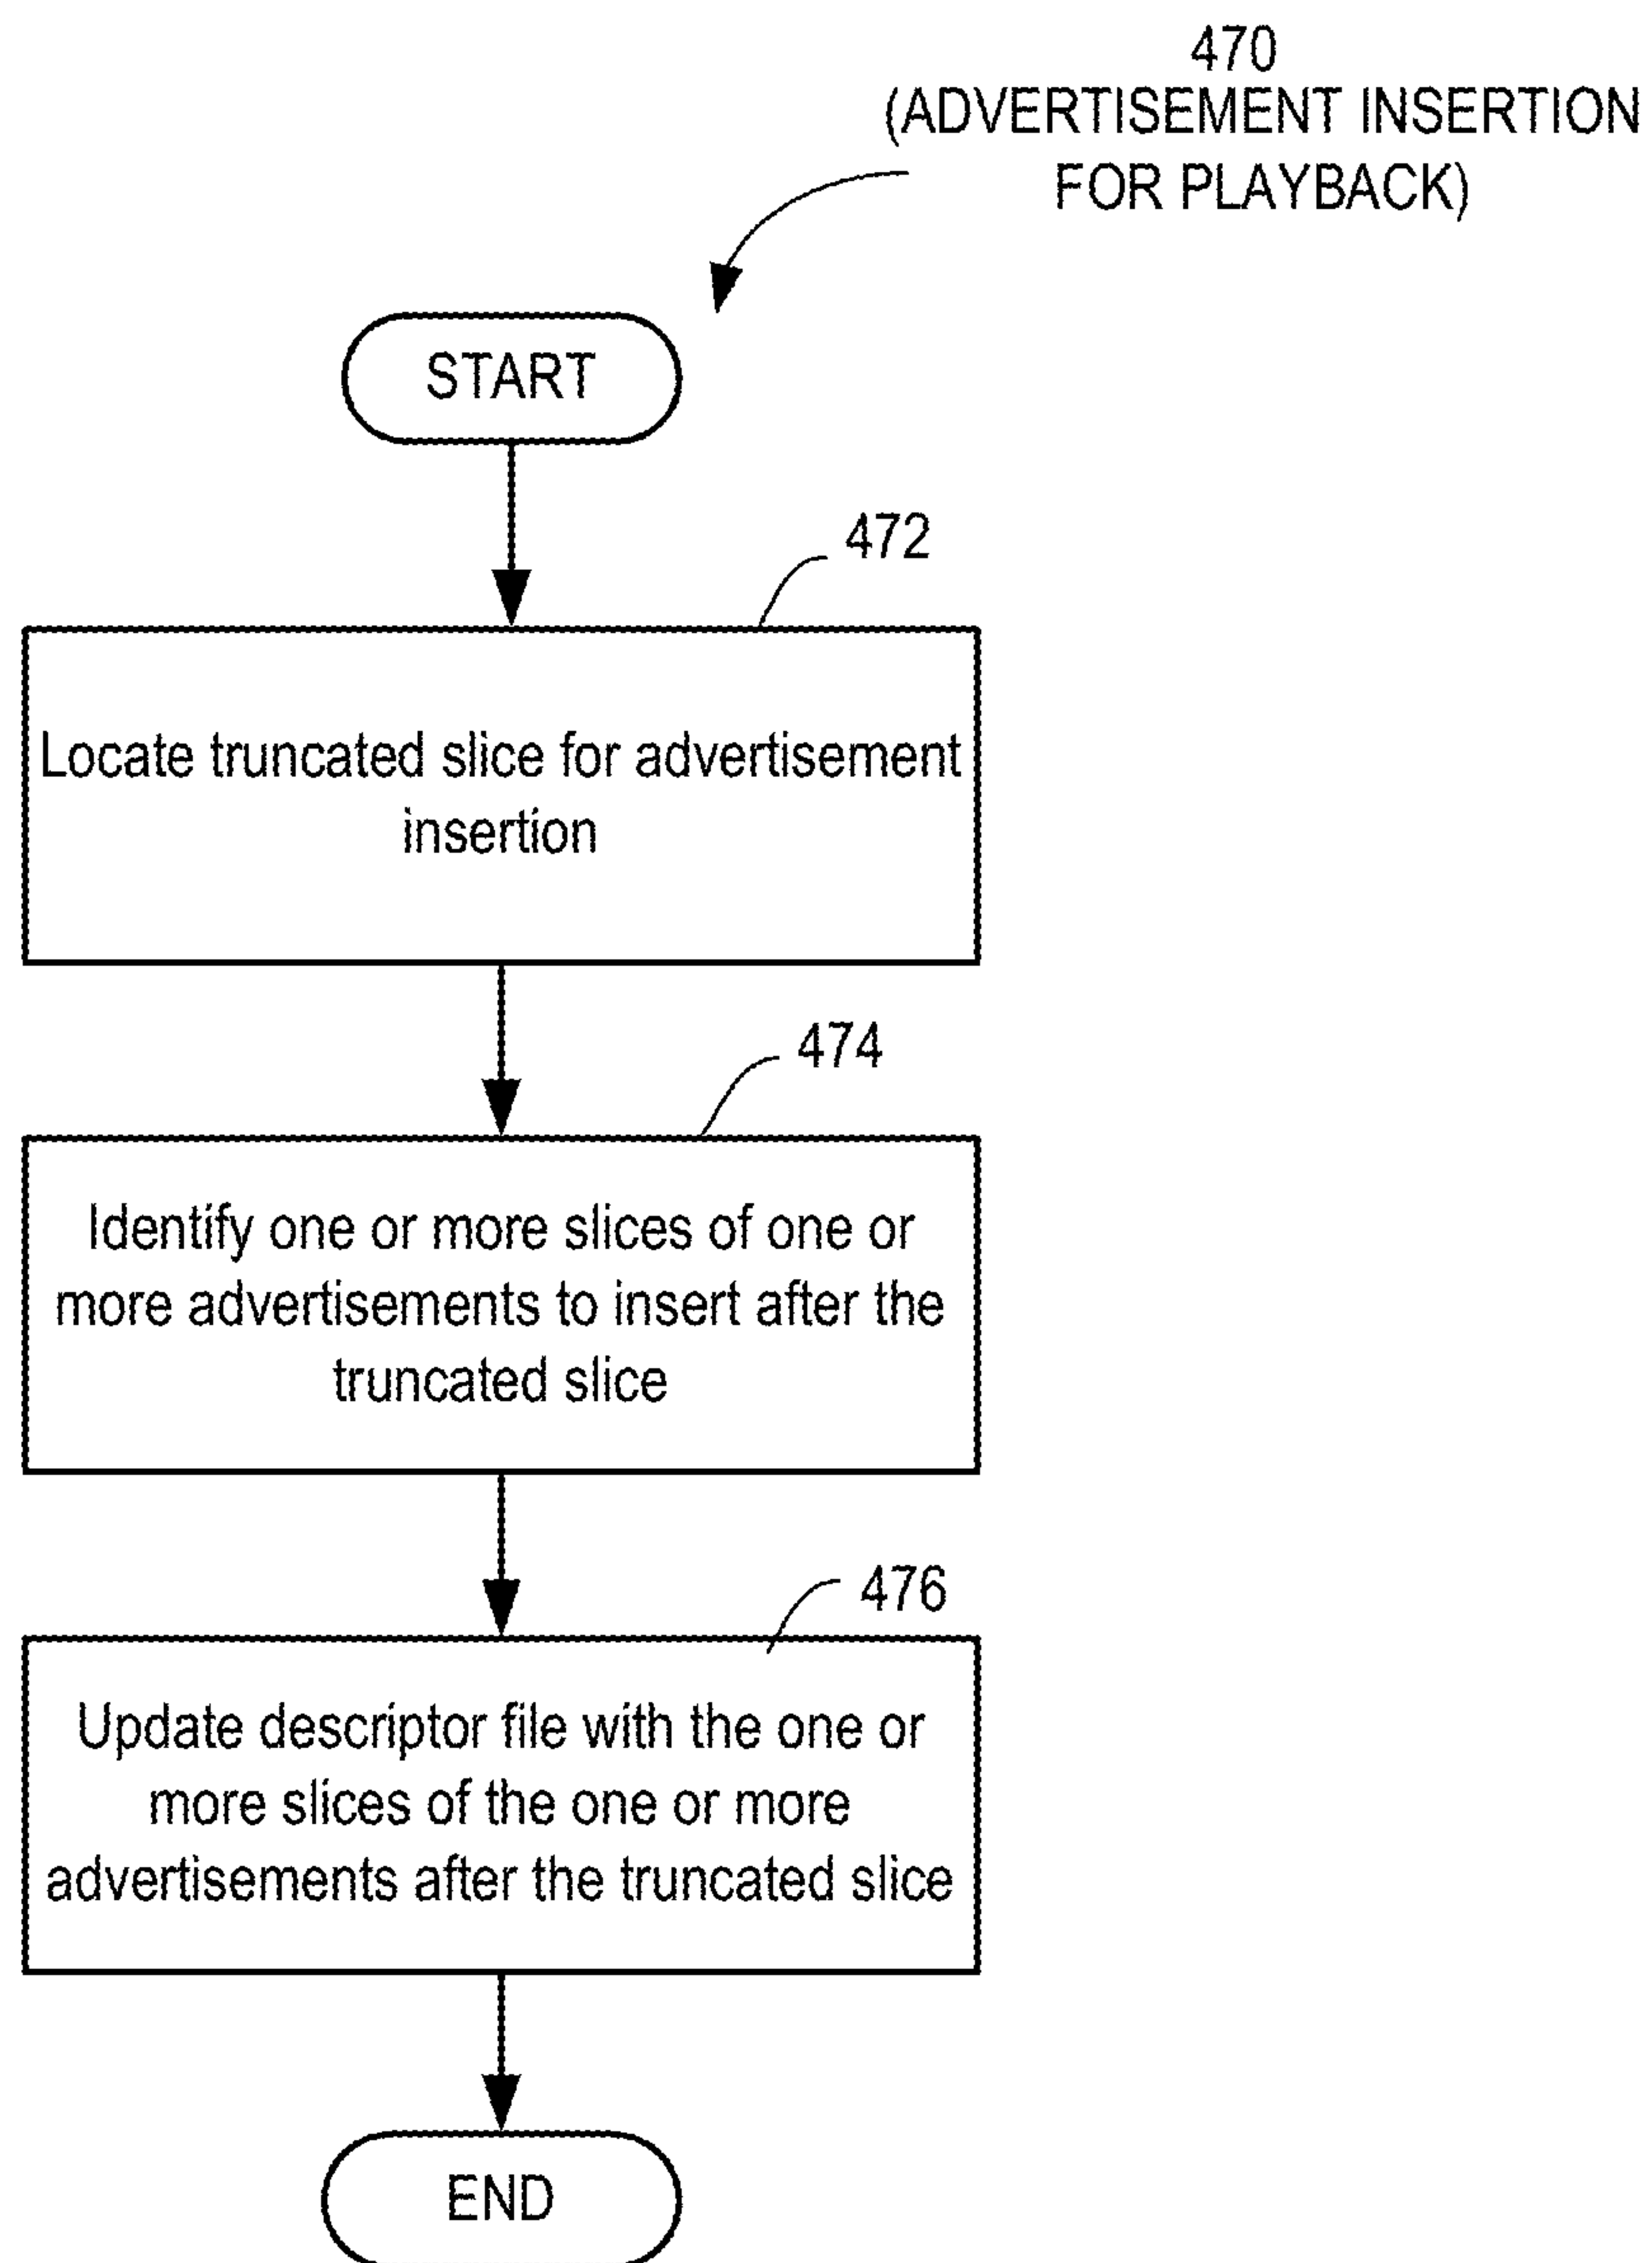 470
(ADVERTISEMENT INSERTION
FOR PLAYBACK)
START
472
Locate truncated slice for advertisement
insertion
474
Identify one or more slices of one or
more advertisements to insert after the
truncated slice
476
Update descriptor file with the one or
more slices of the one or more
advertisements after the truncated slice
END